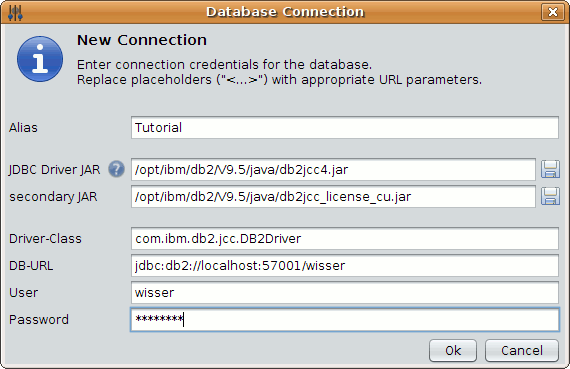 Database Connection
New Connection
Enter connection credentials for the database.
Replace placeholders ("<...>") with appropriate URL parameters.
Alias Tutorial
JDBC Driver JAR ? /opt/ibm/db2/V9.5/java/db2jcc4.jar
secondary JAR /opt/ibm/db2/V9.5/java/db2jcc_license_cu.jar
Driver-Class com.ibm.db2.jcc.DB2Driver
DB-URL jdbc:db2://localhost:57001/wisser
User wisser
Password ********
Ok Cancel